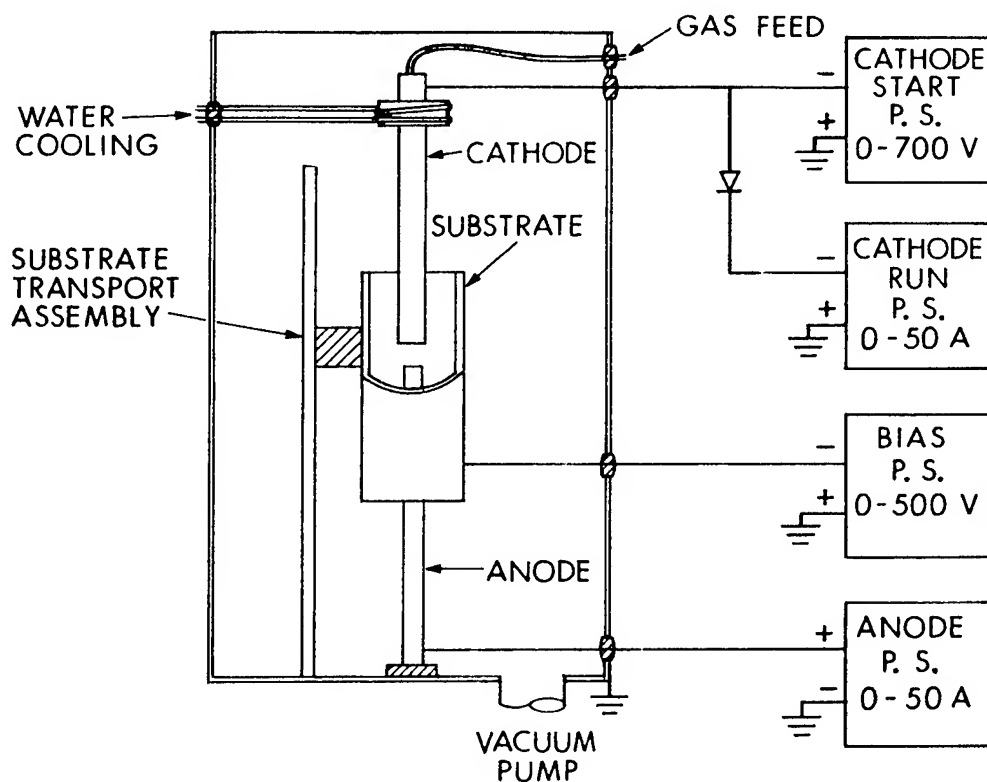 GAS FEED
WATER
COOLING
CATHODE
SUBSTRATE
SUBSTRATE
TRANSPORT
ASSEMBLY
ANODE
VACUUM
PUMP
− CATHODE
START
+ P. S.
0-700 V
− CATHODE
RUN
+ P. S.
0-50 A
− BIAS
P. S.
+ 0-500 V
+ ANODE
P. S.
− 0-50 A